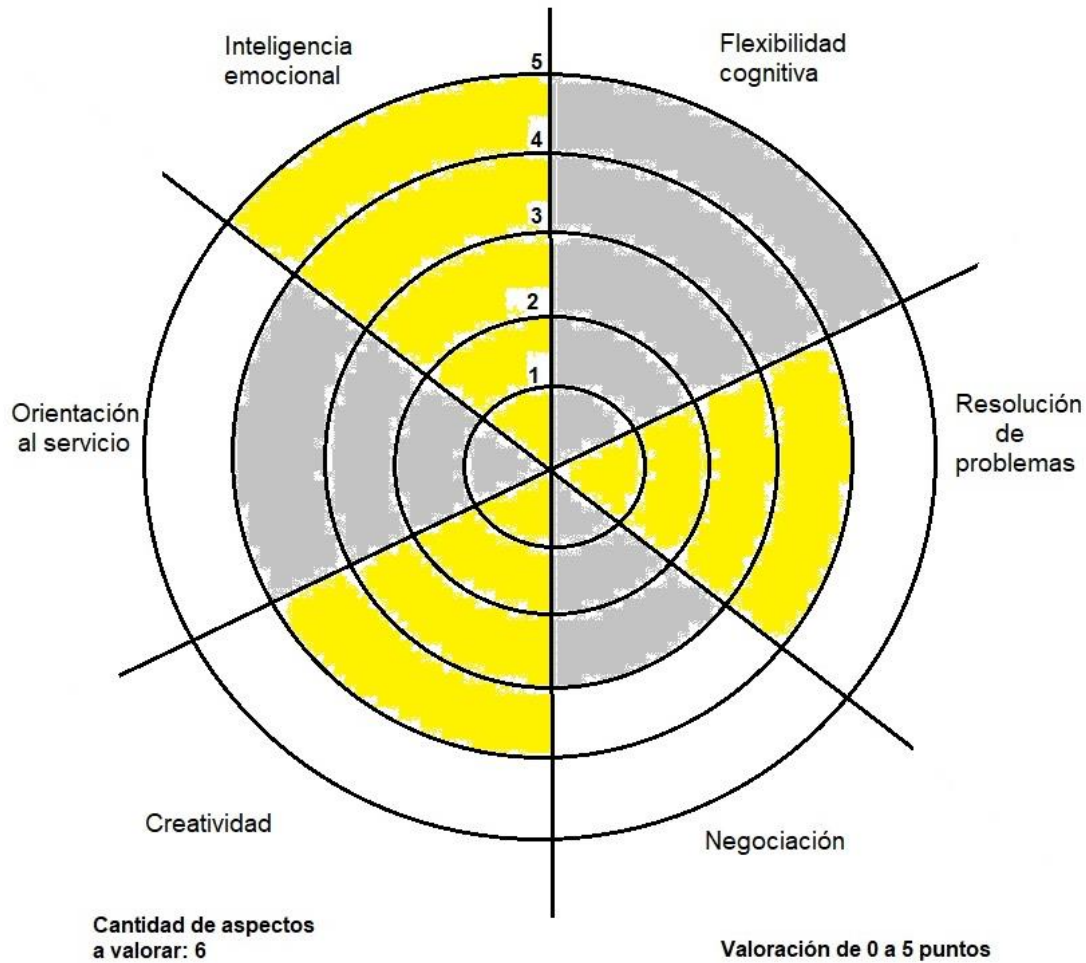 Inteligencia
emocional
Flexibilidad
cognitiva
5
4
3
2
1
Orientación
al servicio
Resolución
de
problemas
Creatividad
Negociación
Cantidad de aspectos
a valorar: 6
Valoración de 0 a 5 puntos